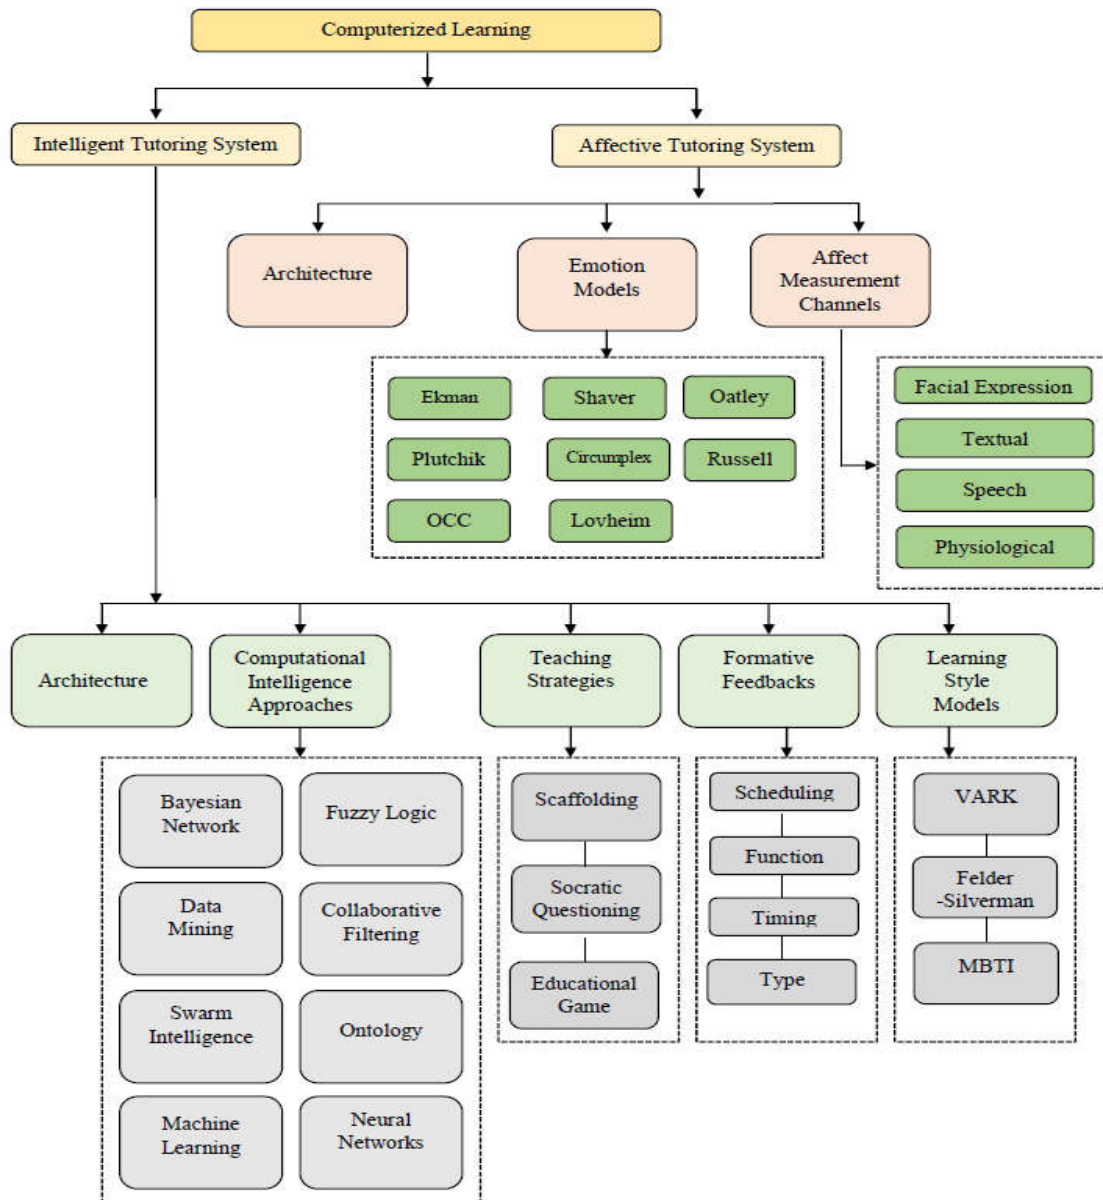 Computerized Learning
Intelligent Tutoring System
Affective Tutoring System
Architecture
Emotion
Models
Affect
Measurement
Channels
Ekman
Shaver
Oatley
Plutchik
Circumplex
Russell
OCC
Lovheim
Facial Expression
Textual
Speech
Physiological
Architecture
Computational
Intelligence
Approaches
Teaching
Strategies
Formative
Feedbacks
Learning
Style
Models
Bayesian
Network
Fuzzy Logic
Data
Mining
Collaborative
Filtering
Swarm
Intelligence
Ontology
Machine
Learning
Neural
Networks
Scaffolding
Socratic
Questioning
Educational
Game
Scheduling
Function
Timing
Type
VARK
Felder
-Silverman
MBTI